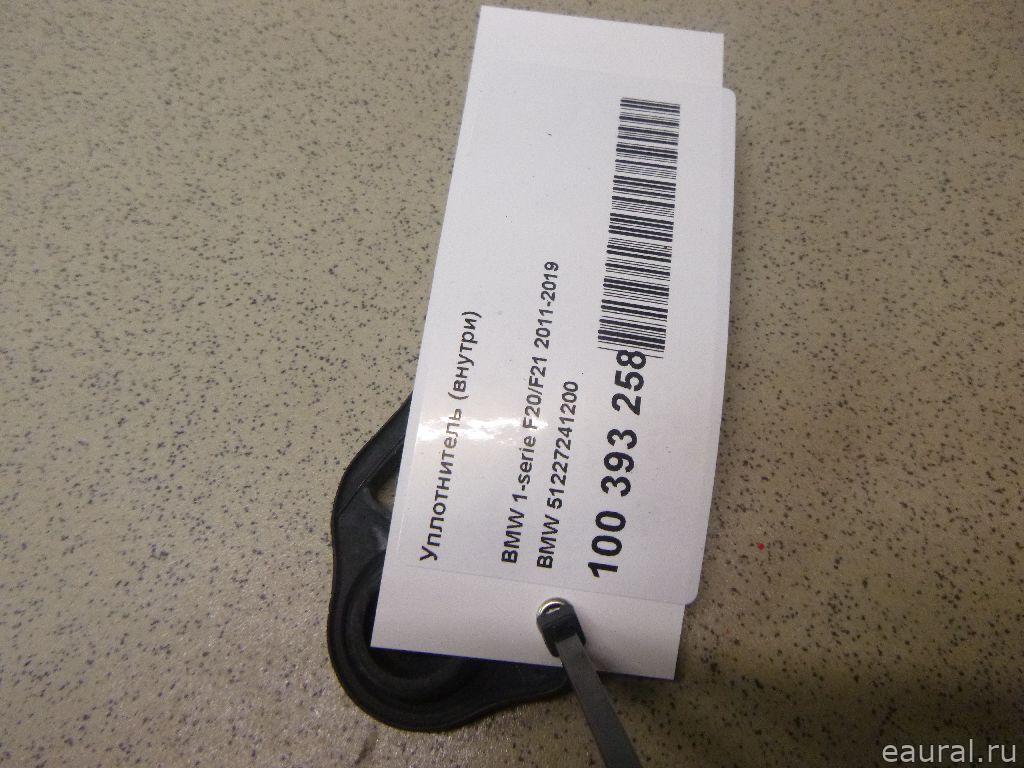 Уплотнитель (внутри)
BMW 1-serie F20/F21 2011-2019
BMW 51227241200
100 393 258
eaural.ru